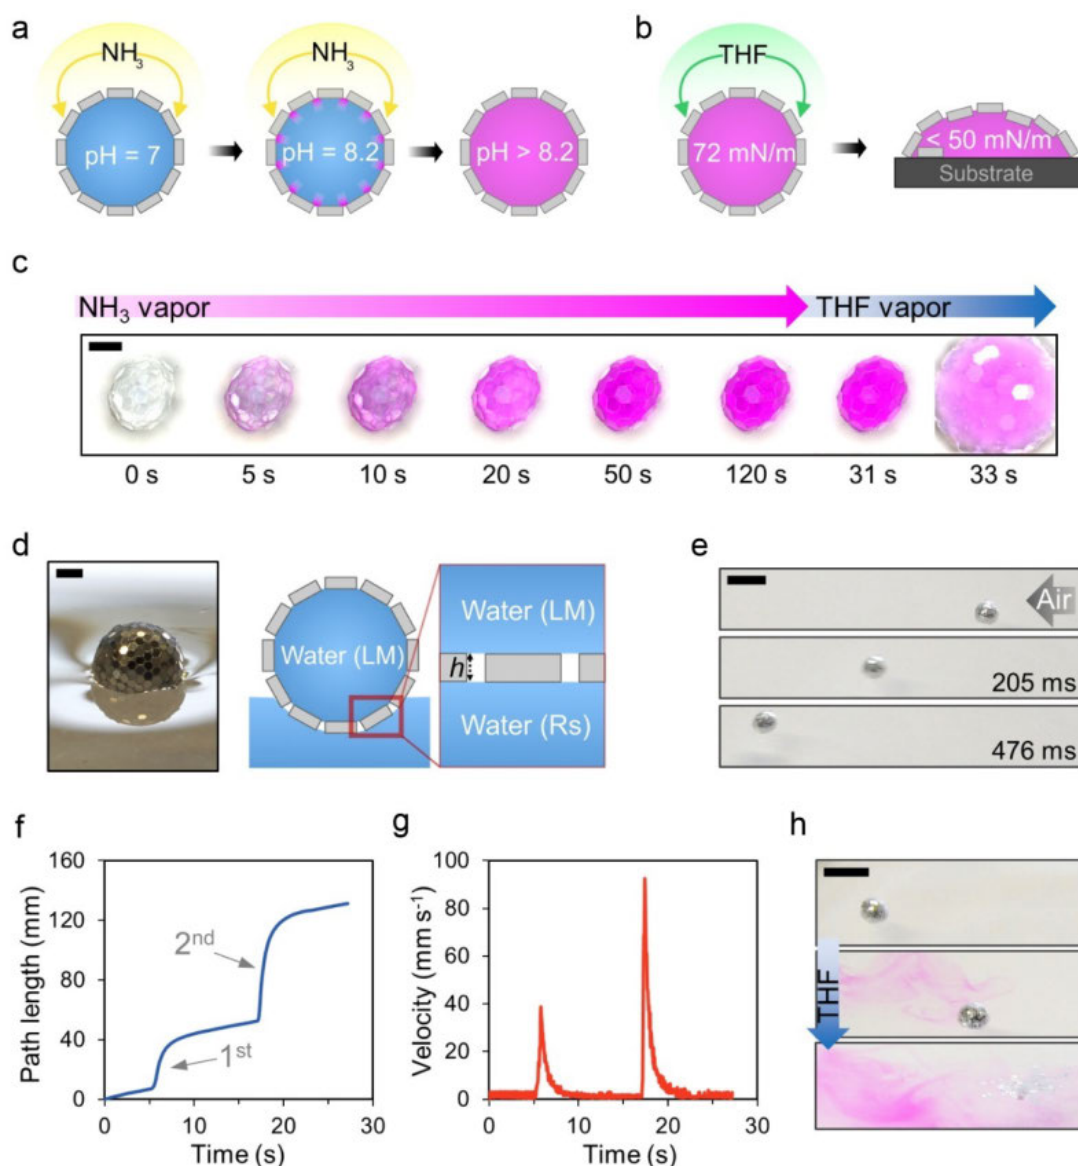 a
NH3
NH3
pH = 7
pH = 8.2
pH > 8.2
b
THF
72 mN/m
< 50 mN/m
Substrate
c
NH3 vapor
THF vapor
0 s
5 s
10 s
20 s
50 s
120 s
31 s
33 s
d
Water (LM)
Water (LM)
h
Water (Rs)
e
Air
205 ms
476 ms
f
Path length (mm)
160
120
80
40
0
2nd
1st
0
10
20
30
Time (s)
g
Velocity (mm s-1)
100
80
60
40
20
0
0
10
20
30
Time (s)
h
THF